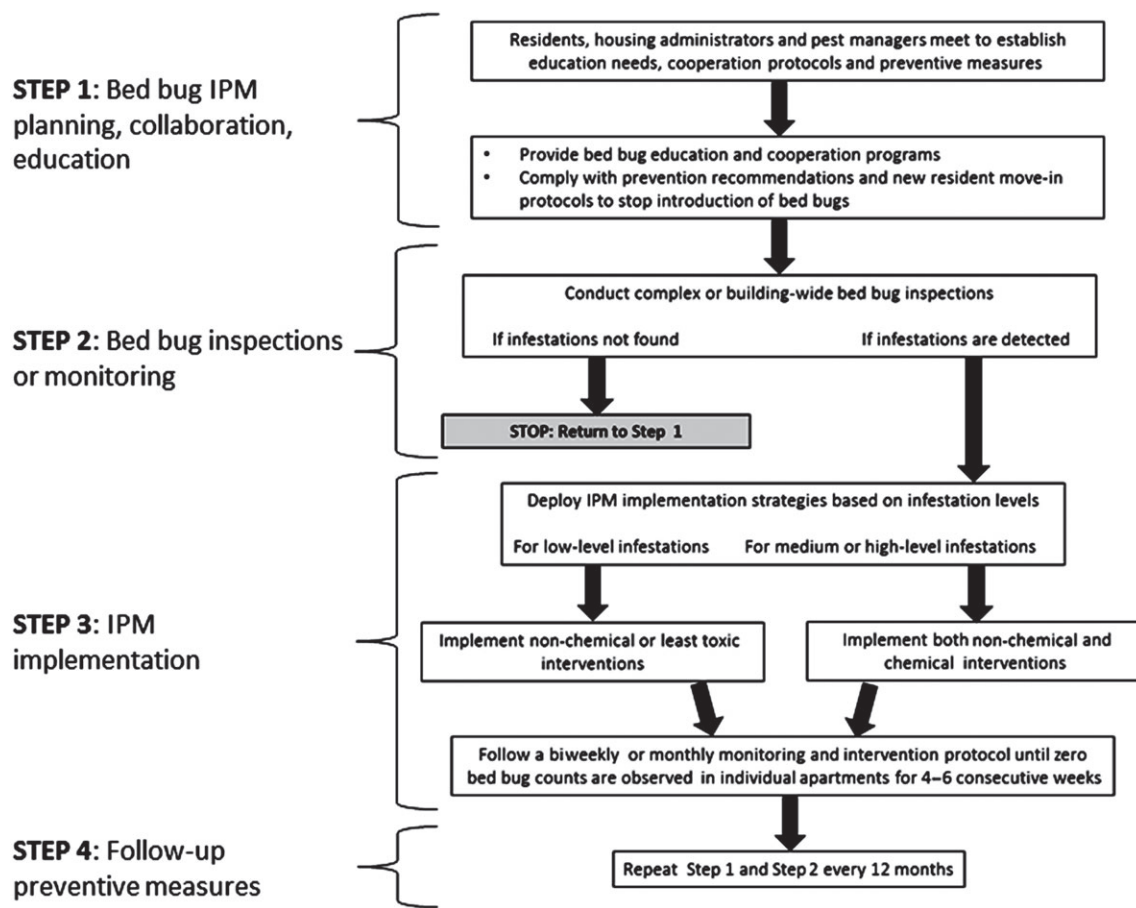 Residents, housing administrators and pest managers meet to establish
education needs, cooperation protocols and preventive measures
STEP 1: Bed bug IPM
planning, collaboration,
education
• Provide bed bug education and cooperation programs
• Comply with prevention recommendations and new resident move-in
protocols to stop introduction of bed bugs
Conduct complex or building-wide bed bug inspections
If infestations not found
If infestations are detected
STEP 2: Bed bug inspections
or monitoring
STOP: Return to Step 1
Deploy IPM implementation strategies based on infestation levels
For low-level infestations
For medium or high-level infestations
STEP 3: IPM
implementation
Implement non-chemical or least toxic
interventions
Implement both non-chemical and
chemical interventions
Follow a biweekly or monthly monitoring and intervention protocol until zero
bed bug counts are observed in individual apartments for 4–6 consecutive weeks
STEP 4: Follow-up
preventive measures
Repeat Step 1 and Step 2 every 12 months